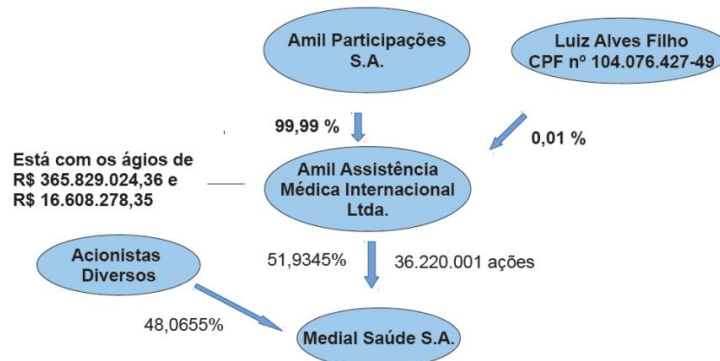 Amil Participações
S.A.
Luiz Alves Filho
CPF nº 104.076.427-49
99,99 %
0,01 %
Está com os ágios de
R$ 365.829.024,36 e
R$ 16.608.278,35
Amil Assistência
Médica Internacional
Ltda.
Acionistas
Diversos
51,9345%
36.220.001 ações
48,0655%
Medial Saúde S.A.